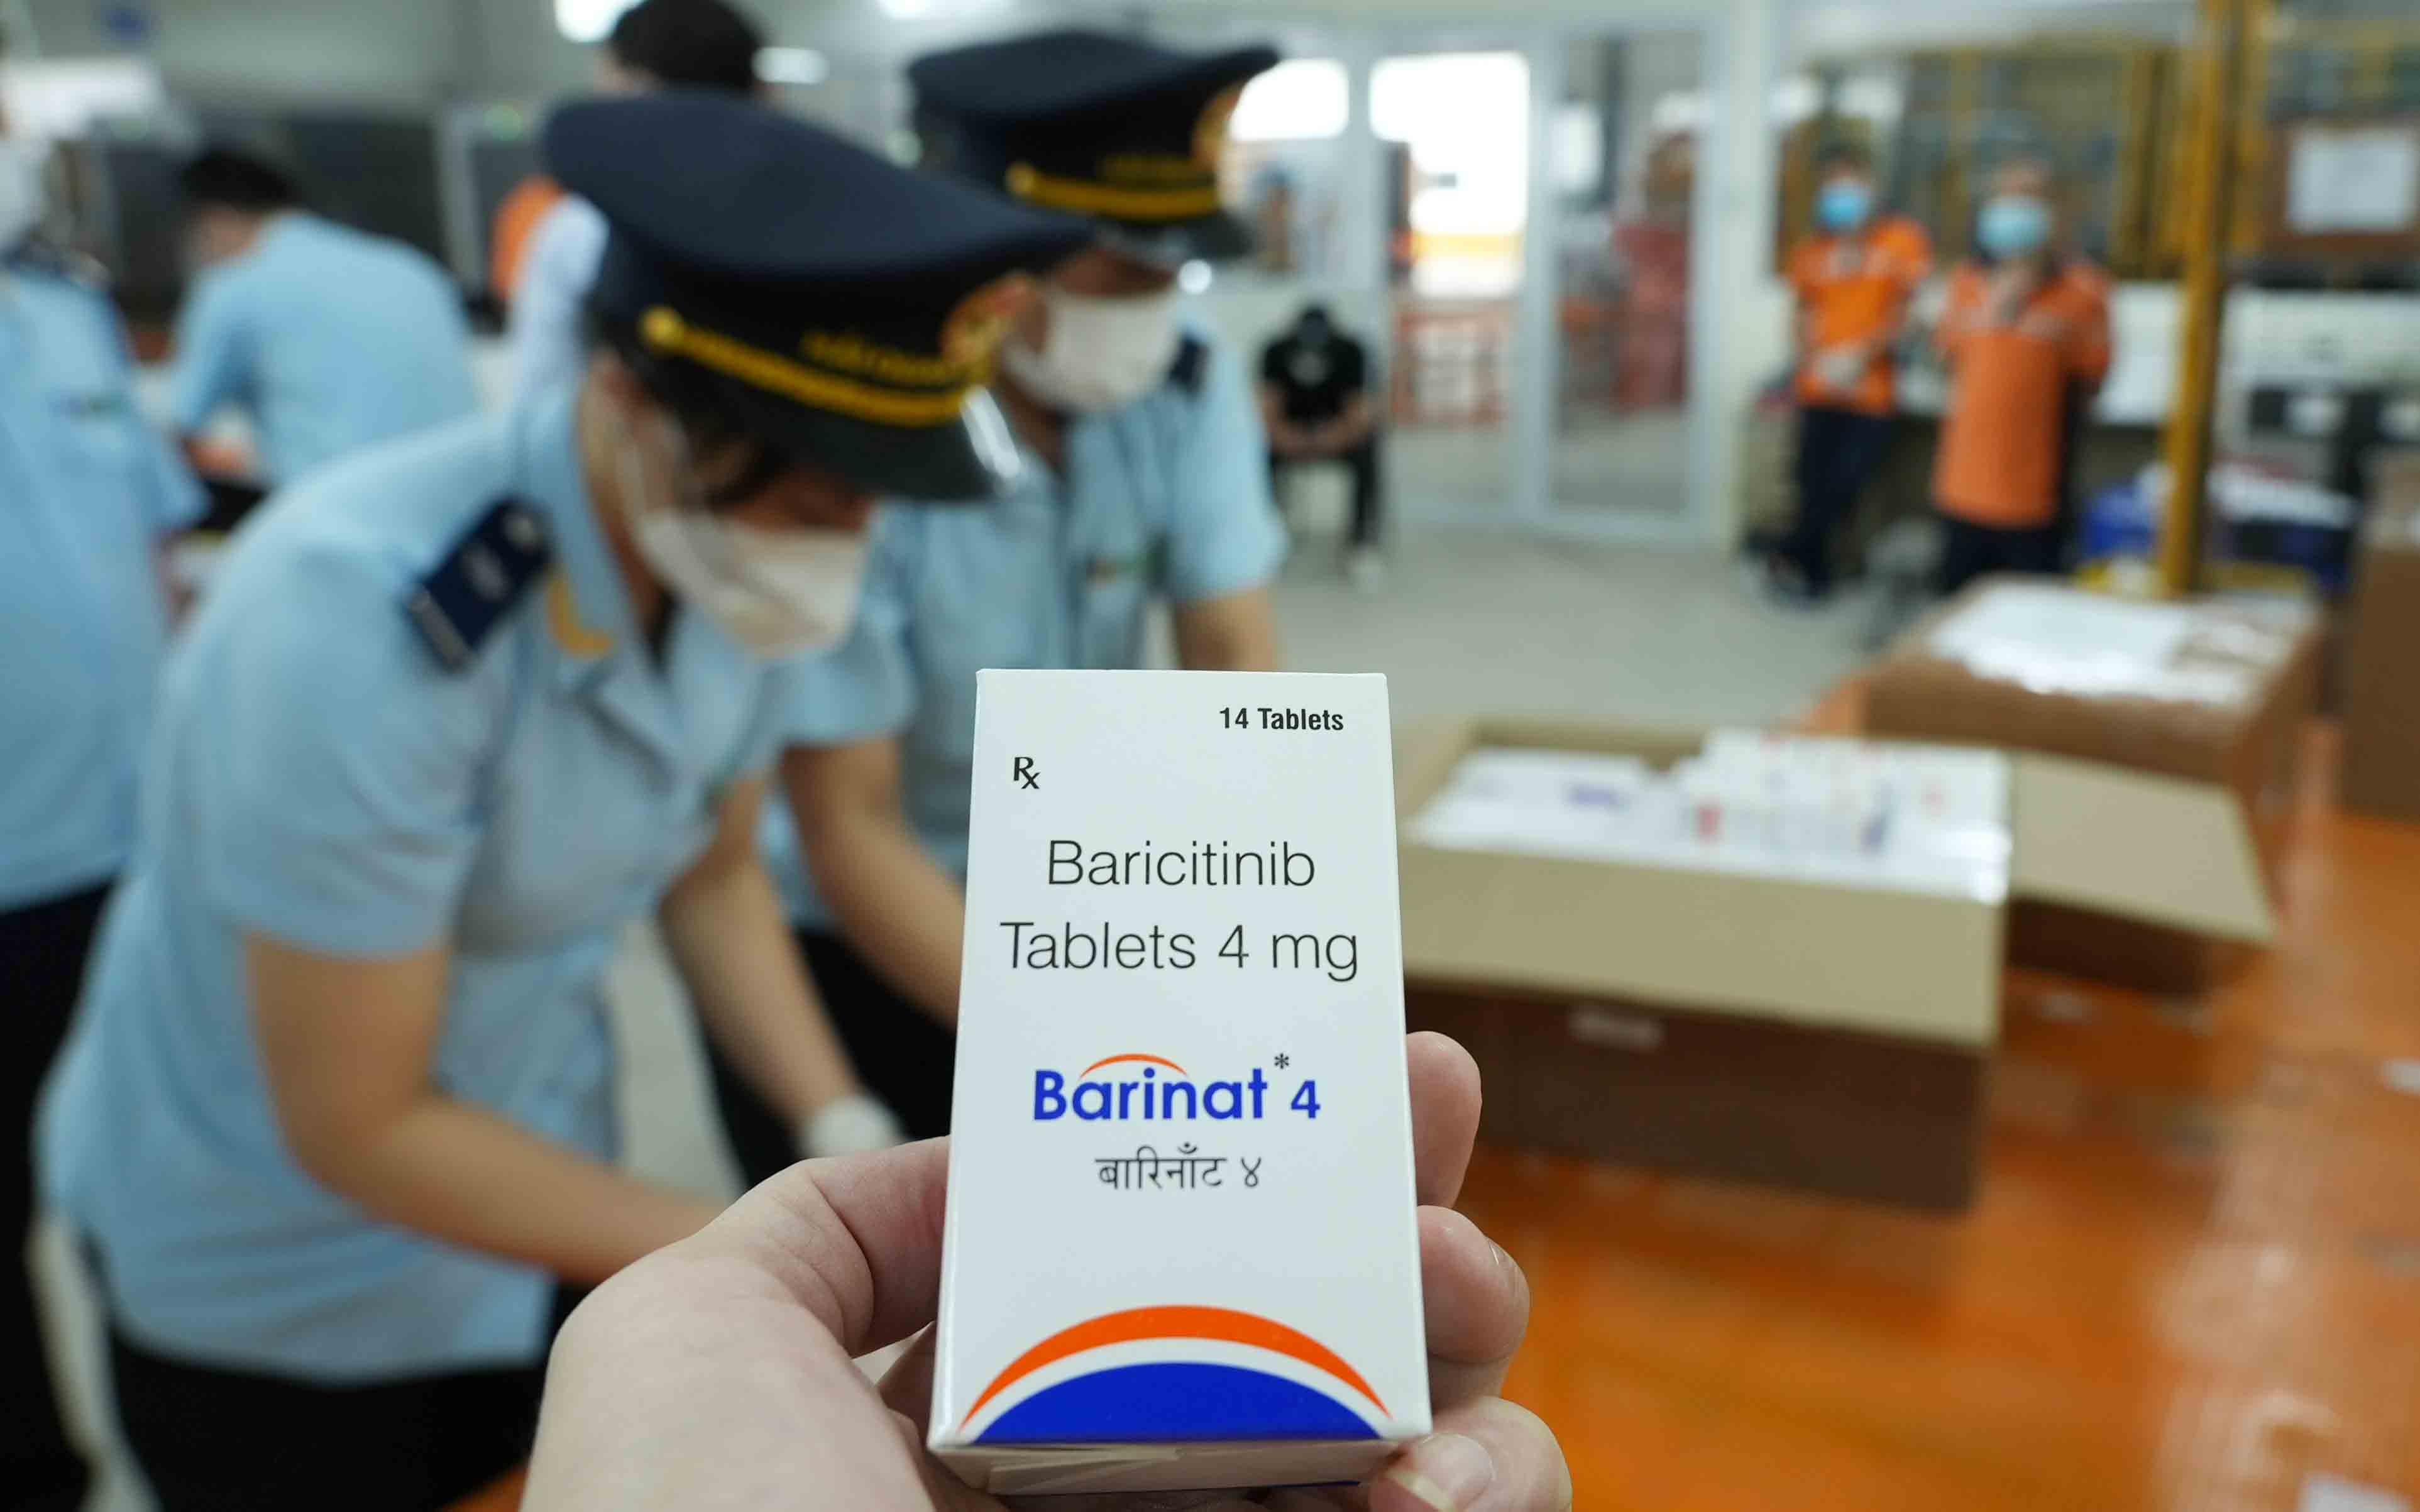 14 Tablets
Rx
Baricitinib
Tablets 4 mg
Barinat* 4
बारिनाँट ४